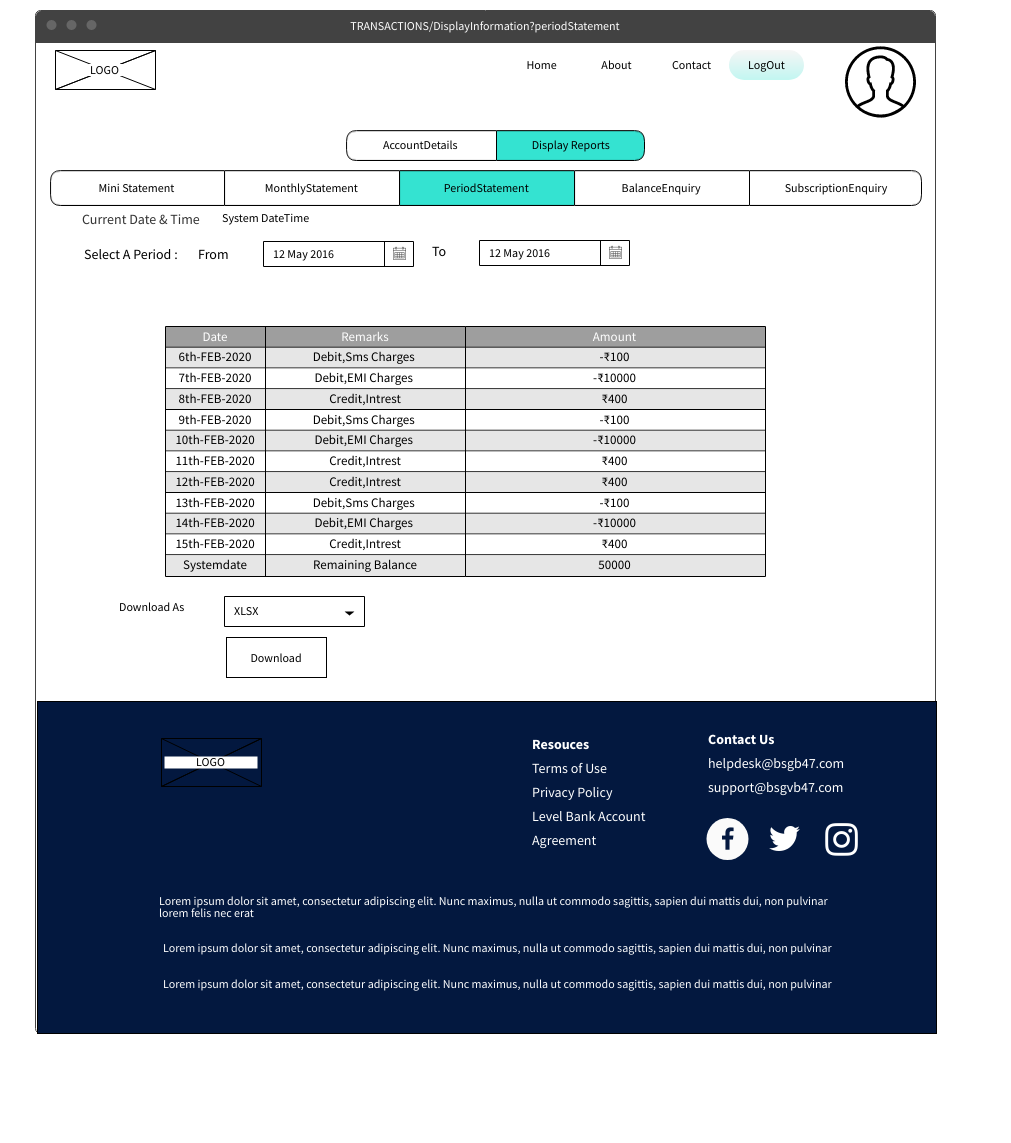 TRANSACTIONS/DisplayInformation?periodStatement
LOGO
Home About Contact LogOut
AccountDetails Display Reports
Mini Statement MonthlyStatement PeriodStatement BalanceEnquiry SubscriptionEnquiry
Current Date & Time System DateTime
Select A Period : From 12 May 2016 To 12 May 2016
Date Remarks Amount
6th-FEB-2020 Debit,Sms Charges -₹100
7th-FEB-2020 Debit,EMI Charges -₹10000
8th-FEB-2020 Credit,Intrest ₹400
9th-FEB-2020 Debit,Sms Charges -₹100
10th-FEB-2020 Debit,EMI Charges -₹10000
11th-FEB-2020 Credit,Intrest ₹400
12th-FEB-2020 Credit,Intrest ₹400
13th-FEB-2020 Debit,Sms Charges -₹100
14th-FEB-2020 Debit,EMI Charges -₹10000
15th-FEB-2020 Credit,Intrest ₹400
Systemdate Remaining Balance 50000
Download As XLSX
Download
LOGO
Resouces
Terms of Use
Privacy Policy
Level Bank Account
Agreement
Contact Us
helpdesk@bsgb47.com
support@bsgvb47.com
Lorem ipsum dolor sit amet, consectetur adipiscing elit. Nunc maximus, nulla ut commodo sagittis, sapien dui mattis dui, non pulvinar
lorem felis nec erat
Lorem ipsum dolor sit amet, consectetur adipiscing elit. Nunc maximus, nulla ut commodo sagittis, sapien dui mattis dui, non pulvinar
Lorem ipsum dolor sit amet, consectetur adipiscing elit. Nunc maximus, nulla ut commodo sagittis, sapien dui mattis dui, non pulvinar